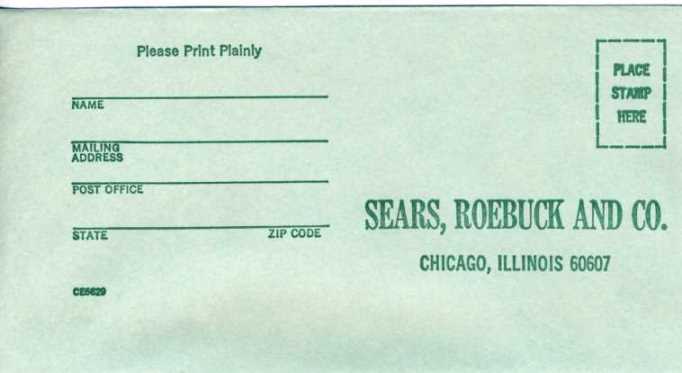 Please Print Plainly
NAME
MAILING
ADDRESS
POST OFFICE
STATE ZIP CODE
CE5629
PLACE
STAMP
HERE
SEARS, ROEBUCK AND CO.
CHICAGO, ILLINOIS 60607